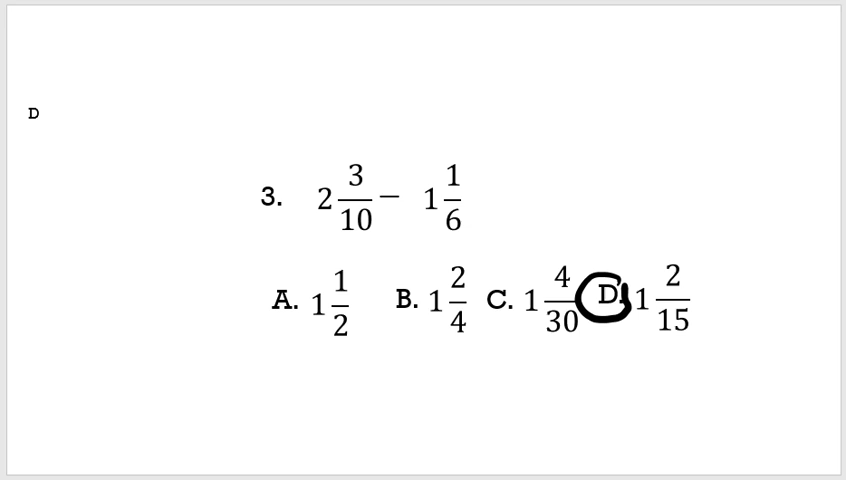 D
3. 2 3/10 − 1 1/6
A. 1 1/2 B. 1 2/4 C. 1 4/30 D. 1 2/15